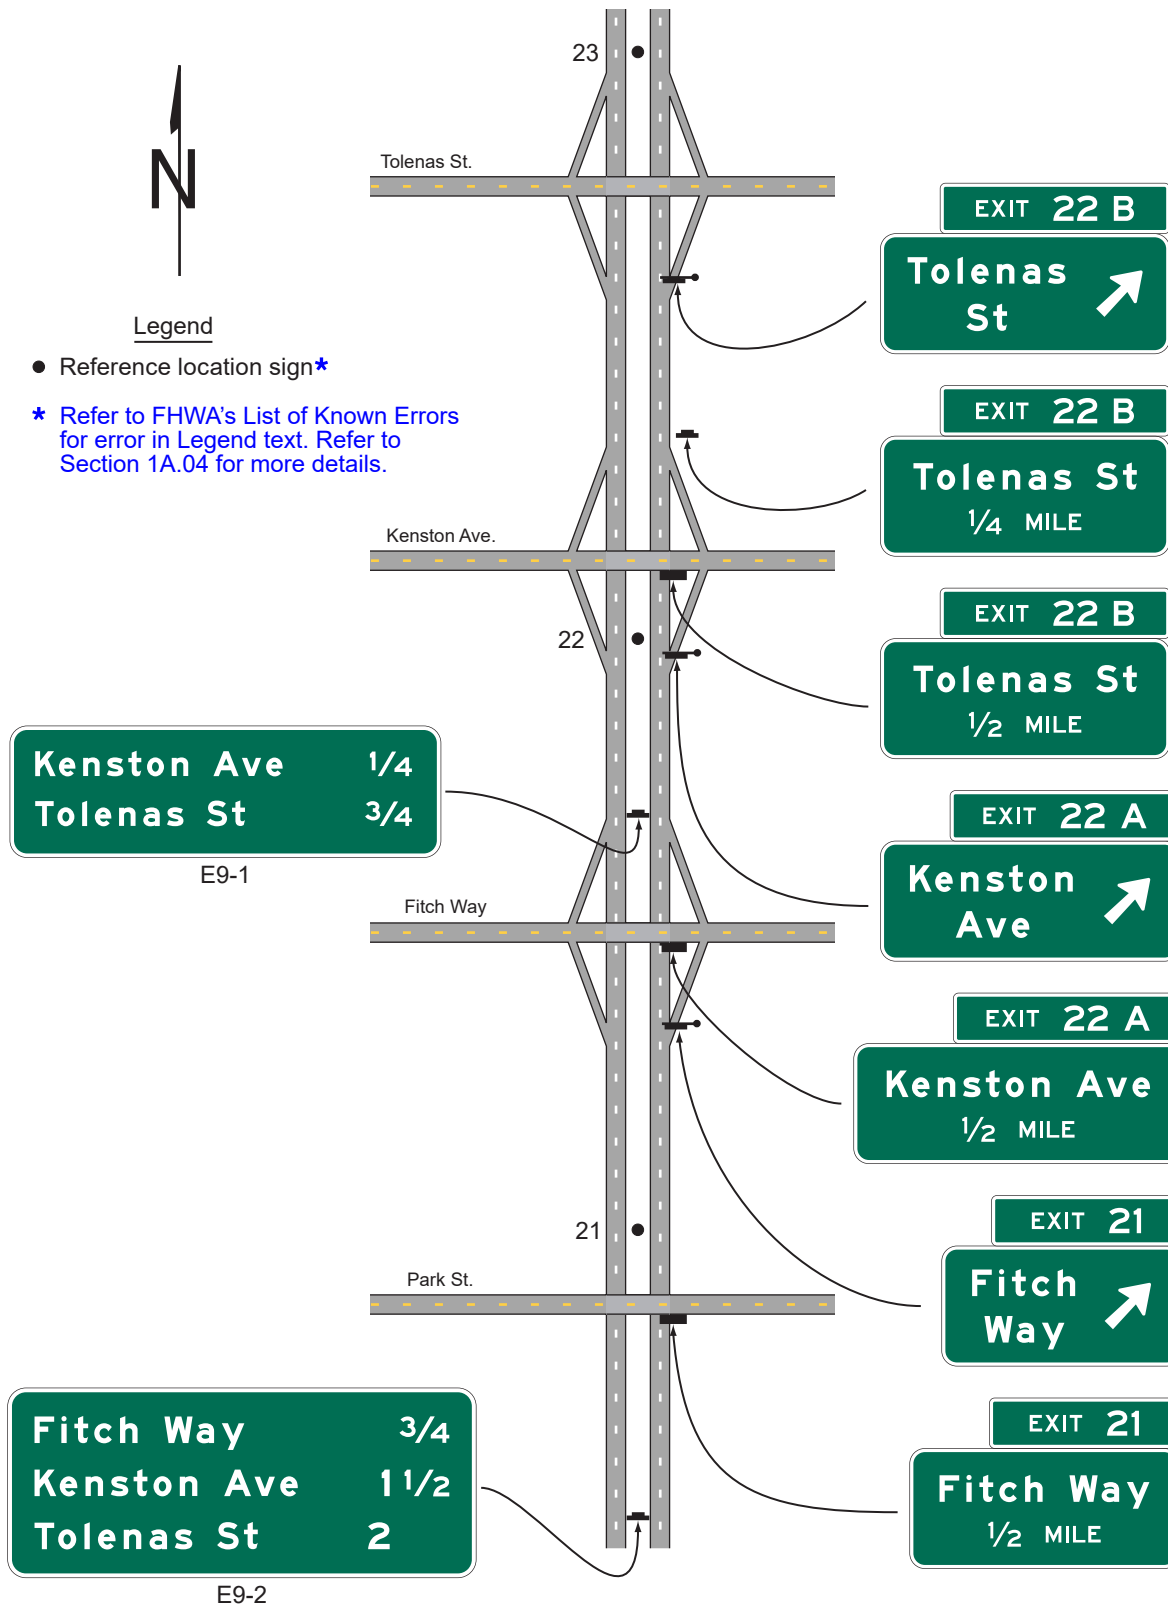 23
N
Tolenas St.
EXIT 22 B
Tolenas
St
Legend
Reference location sign*
* Refer to FHWA's List of Known Errors
for error in Legend text. Refer to
Section 1A.04 for more details.
EXIT 22 B
Tolenas St
1/4 MILE
Kenston Ave.
22
EXIT 22 B
Tolenas St
1/2 MILE
Kenston Ave 1/4
Tolenas St 3/4
E9-1
EXIT 22 A
Kenston
Ave
Fitch Way
EXIT 22 A
Kenston Ave
1/2 MILE
21
EXIT 21
Fitch
Way
Park St.
Fitch Way 3/4
Kenston Ave 1 1/2
Tolenas St 2
E9-2
EXIT 21
Fitch Way
1/2 MILE